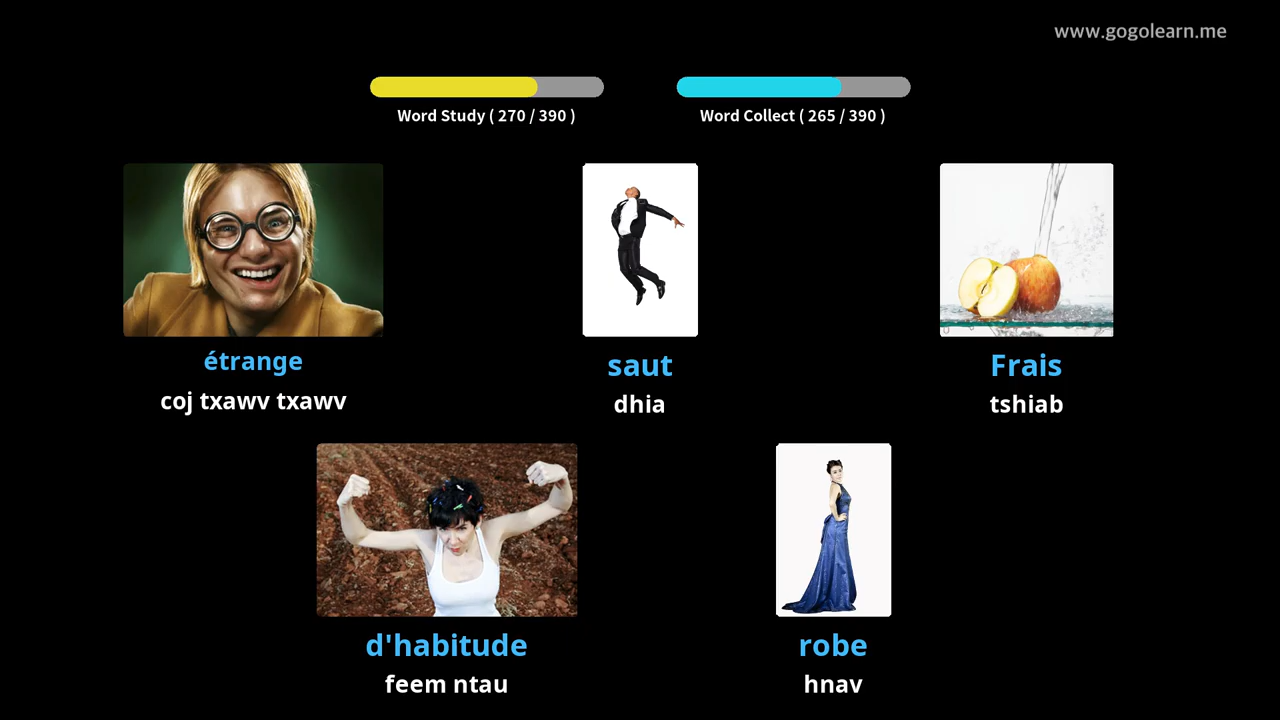 www.gogolearn.me
Word Study ( 270 / 390 )
Word Collect ( 265 / 390 )
étrange
coj txawv txawv
saut
dhia
Frais
tshiab
d'habitude
feem ntau
robe
hnav